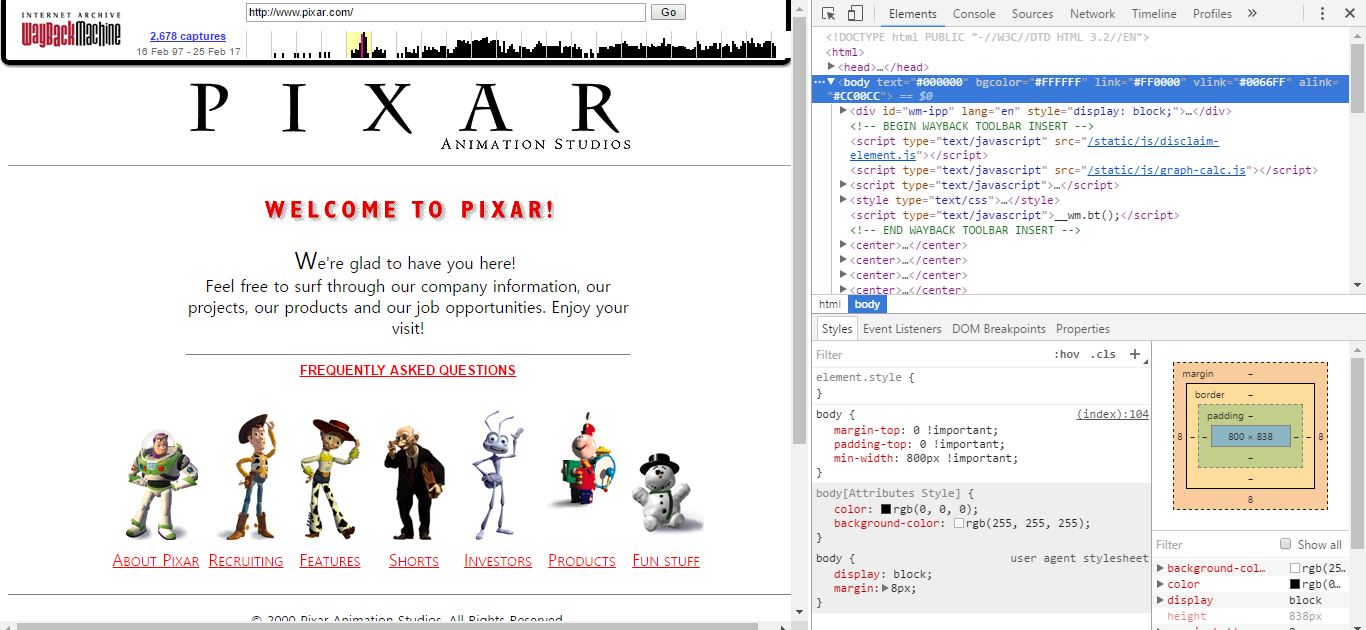 INTERNET ARCHIVE
WayBackMachine
http://www.pixar.com/
Go
2,678 captures
16 Feb 97 - 25 Feb 17
P I X A R
ANIMATION STUDIOS
WELCOME TO PIXAR!
We're glad to have you here!
Feel free to surf through our company information, our
projects, our products and our job opportunities. Enjoy your
visit!
FREQUENTLY ASKED QUESTIONS
ABOUT PIXAR RECRUITING FEATURES SHORTS INVESTORS PRODUCTS FUN STUFF
© 2000 Pixar Animation Studios. All Rights Reserved.
Elements Console Sources Network Timeline Profiles »
<!DOCTYPE html PUBLIC "-//W3C//DTD HTML 3.2//EN">
<html>
▶<head>…</head>
…▼<body text="#000000" bgcolor="#FFFFFF" link="#FF0000" vlink="#0066FF" alink=
"#CC00CC"> == $0
▶<div id="wm-ipp" lang="en" style="display: block;">…</div>
<!-- BEGIN WAYBACK TOOLBAR INSERT -->
<script type="text/javascript" src="/static/js/disclaim-
element.js"></script>
<script type="text/javascript" src="/static/js/graph-calc.js"></script>
▶<script type="text/javascript">…</script>
▶<style type="text/css">…</style>
<script type="text/javascript">__wm.bt();</script>
<!-- END WAYBACK TOOLBAR INSERT -->
▶<center>…</center>
▶<center>…</center>
▶<center>…</center>
▶<center>…</center>
html body
Styles Event Listeners DOM Breakpoints Properties
Filter :hov .cls +
element.style {
}
body { (index):104
margin-top: 0 !important;
padding-top: 0 !important;
min-width: 800px !important;
}
body[Attributes Style] {
color: rgb(0, 0, 0);
background-color: rgb(255, 255, 255);
}
body { user agent stylesheet
display: block;
margin:▶8px;
}
margin –
border –
padding –
8 – – 800 × 838 – – 8
–
–
8
Filter Show all
▶background-col… rgb(25…
▶color rgb(0…
▶display block
height 838px